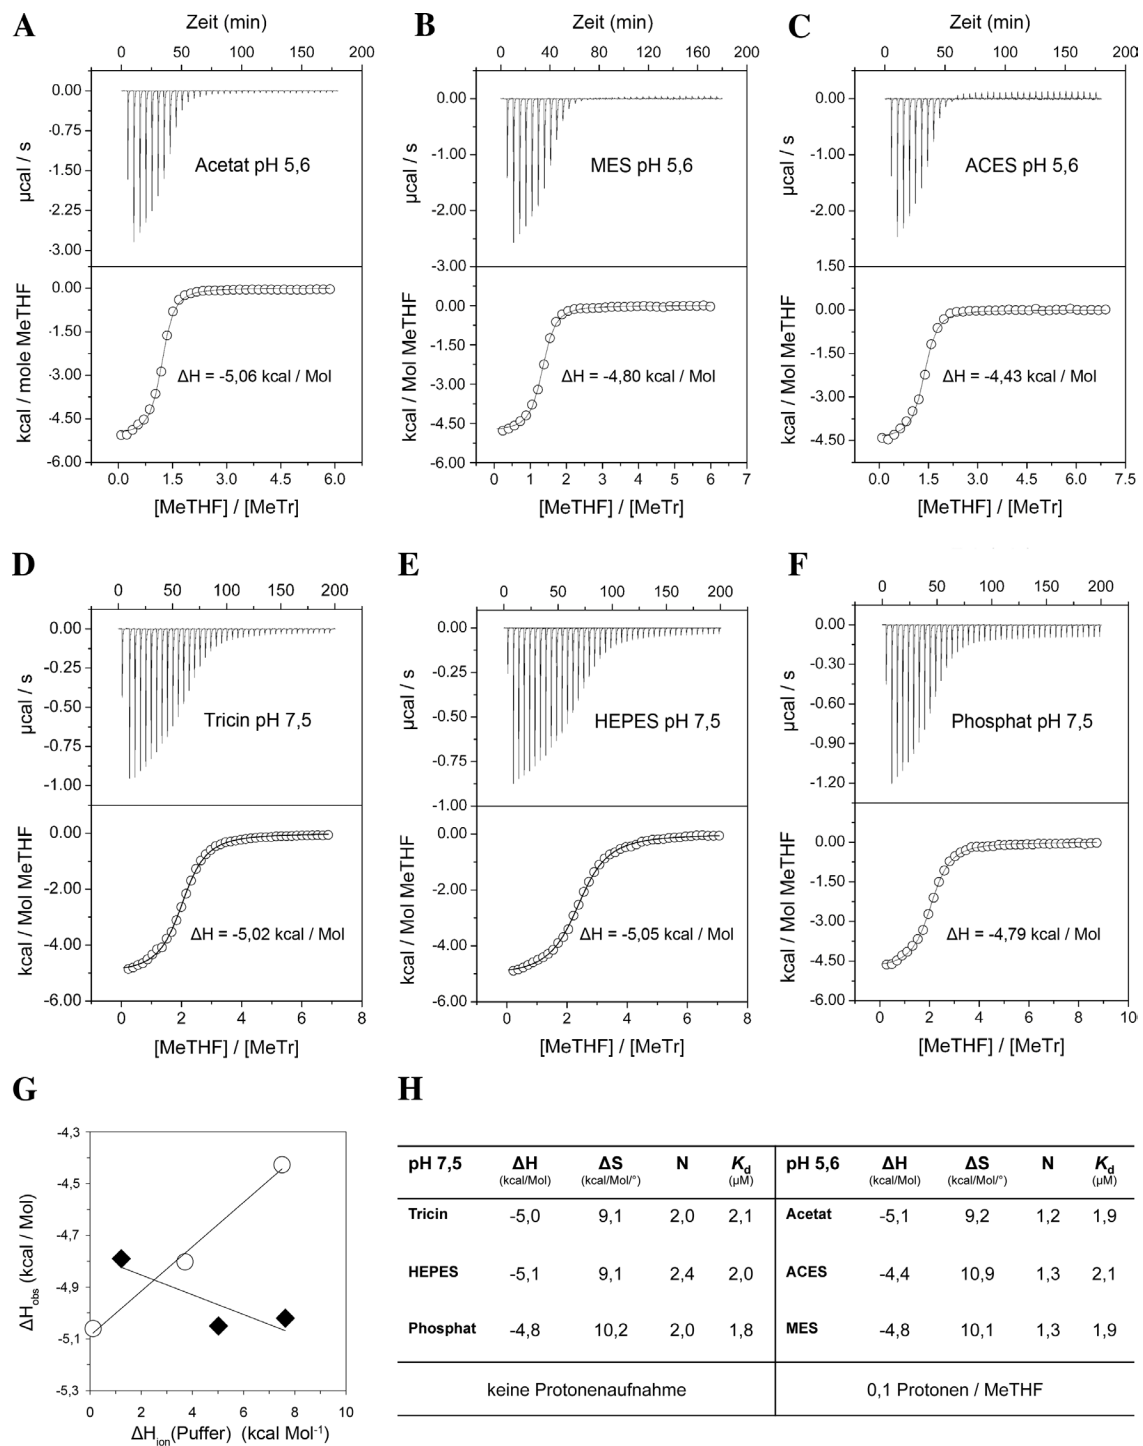 A
Zeit (min)
0 50 100 150 200
0.00
-0.75
-1.50
-2.25
-3.00
µcal / s
Acetat pH 5,6
0.00
-1.50
-3.00
-4.50
-6.00
kcal / mole MeTHF
ΔH = -5,06 kcal / Mol
0.0 1.5 3.0 4.5 6.0
[MeTHF] / [MeTr]
B
Zeit (min)
0 40 80 120 160 200
0.00
-1.00
-2.00
-3.00
µcal / s
MES pH 5,6
0.00
-2.00
-4.00
-6.00
kcal / Mol MeTHF
ΔH = -4,80 kcal / Mol
0 1 2 3 4 5 6 7
[MeTHF] / [MeTr]
C
Zeit (min)
0 50 100 150 200
0.00
-1.00
-2.00
µcal / s
ACES pH 5,6
1.50
0.00
-1.50
-3.00
-4.50
kcal / Mol MeTHF
ΔH = -4,43 kcal / Mol
0.0 1.5 3.0 4.5 6.0 7.5
[MeTHF] / [MeTr]
D
0 50 100 150 200
0.00
-0.25
-0.50
-0.75
-1.00
µcal / s
Tricin pH 7,5
0.00
-2.00
-4.00
-6.00
kcal / Mol MeTHF
ΔH = -5,02 kcal / Mol
0 2 4 6 8
[MeTHF] / [MeTr]
E
0 50 100 150 200
0.00
-0.25
-0.50
-0.75
-1.00
µcal / s
HEPES pH 7,5
0.00
-2.00
-4.00
-6.00
kcal / Mol MeTHF
ΔH = -5,05 kcal / Mol
0 2 4 6 8
[MeTHF] / [MeTr]
F
0 50 100 150 200
0.00
-0.30
-0.60
-0.90
-1.20
µcal / s
Phosphat pH 7,5
0.00
-1.50
-3.00
-4.50
-6.00
kcal / Mol MeTHF
ΔH = -4,79 kcal / Mol
0 2 4 6 8 10
[MeTHF] / [MeTr]
G
-4,3
-4,5
-4,7
-4,9
-5,1
-5,3
ΔHobs (kcal / Mol)
0 2 4 6 8 10
ΔHion(Puffer) (kcal Mol⁻¹)
H
pH 7,5 ΔH ΔS N Kd pH 5,6 ΔH ΔS N Kd
(kcal/Mol) (kcal/Mol/°) (µM) (kcal/Mol) (kcal/Mol/°) (µM)
Tricin -5,0 9,1 2,0 2,1 Acetat -5,1 9,2 1,2 1,9
HEPES -5,1 9,1 2,4 2,0 ACES -4,4 10,9 1,3 2,1
Phosphat -4,8 10,2 2,0 1,8 MES -4,8 10,1 1,3 1,9
keine Protonenaufnahme 0,1 Protonen / MeTHF